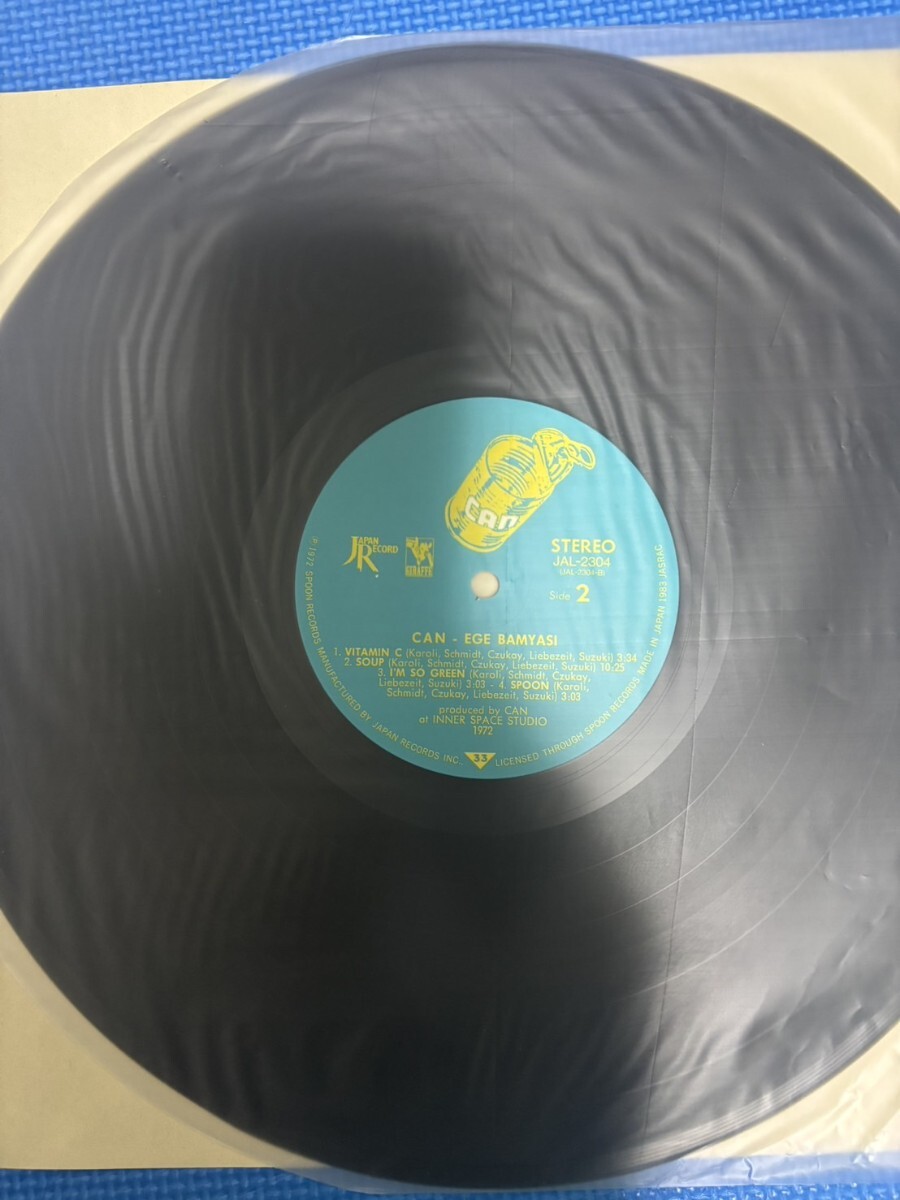 CAN
JAPAN RECORD
GIRAFFE
STEREO
JAL-2304
(JAL-2304-B)
Side 2
CAN - EGE BAMYASI
1. VITAMIN C (Karoli, Schmidt, Czukay, Liebezeit, Suzuki) 3:34
2. SOUP (Karoli, Schmidt, Czukay, Liebezeit, Suzuki) 10:25
3. I'M SO GREEN (Karoli, Schmidt, Czukay,
Liebezeit, Suzuki) 3:03 - 4. SPOON (Karoli,
Schmidt, Czukay, Liebezeit, Suzuki) 3:03
produced by CAN
at INNER SPACE STUDIO
1972
33
℗ 1972 SPOON RECORDS MANUFACTURED BY JAPAN RECORDS INC. LICENSED THROUGH SPOON RECORDS MADE IN JAPAN 1983 JASRAC